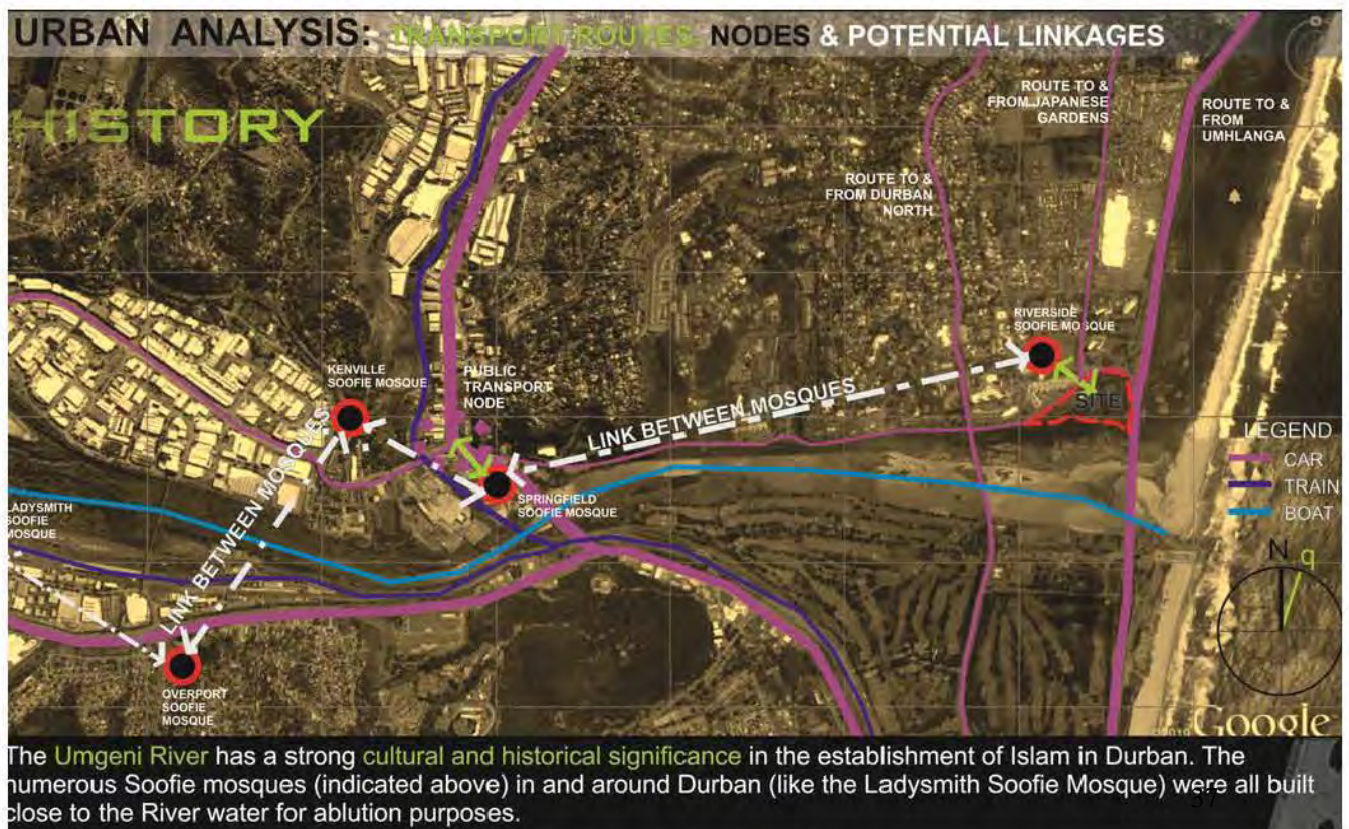 URBAN ANALYSIS: TRANSPORT ROUTES, NODES & POTENTIAL LINKAGES
HISTORY
ROUTE TO &
FROM JAPANESE
GARDENS
ROUTE TO &
FROM
UMHLANGA
ROUTE TO &
FROM DURBAN
NORTH
RIVERSIDE
SOOFIE MOSQUE
KENVILLE
SOOFIE MOSQUE
PUBLIC
TRANSPORT
NODE
SITE
LINK BETWEEN MOSQUES
LINK BETWEEN MOSQUES
LEGEND
CAR
TRAIN
BOAT
SPRINGFIELD
SOOFIE MOSQUE
LADYSMITH
SOOFIE
MOSQUE
N
q
OVERPORT
SOOFIE
MOSQUE
Google
The Umgeni River has a strong cultural and historical significance in the establishment of Islam in Durban. The
numerous Soofie mosques (indicated above) in and around Durban (like the Ladysmith Soofie Mosque) were all built
close to the River water for ablution purposes.
37